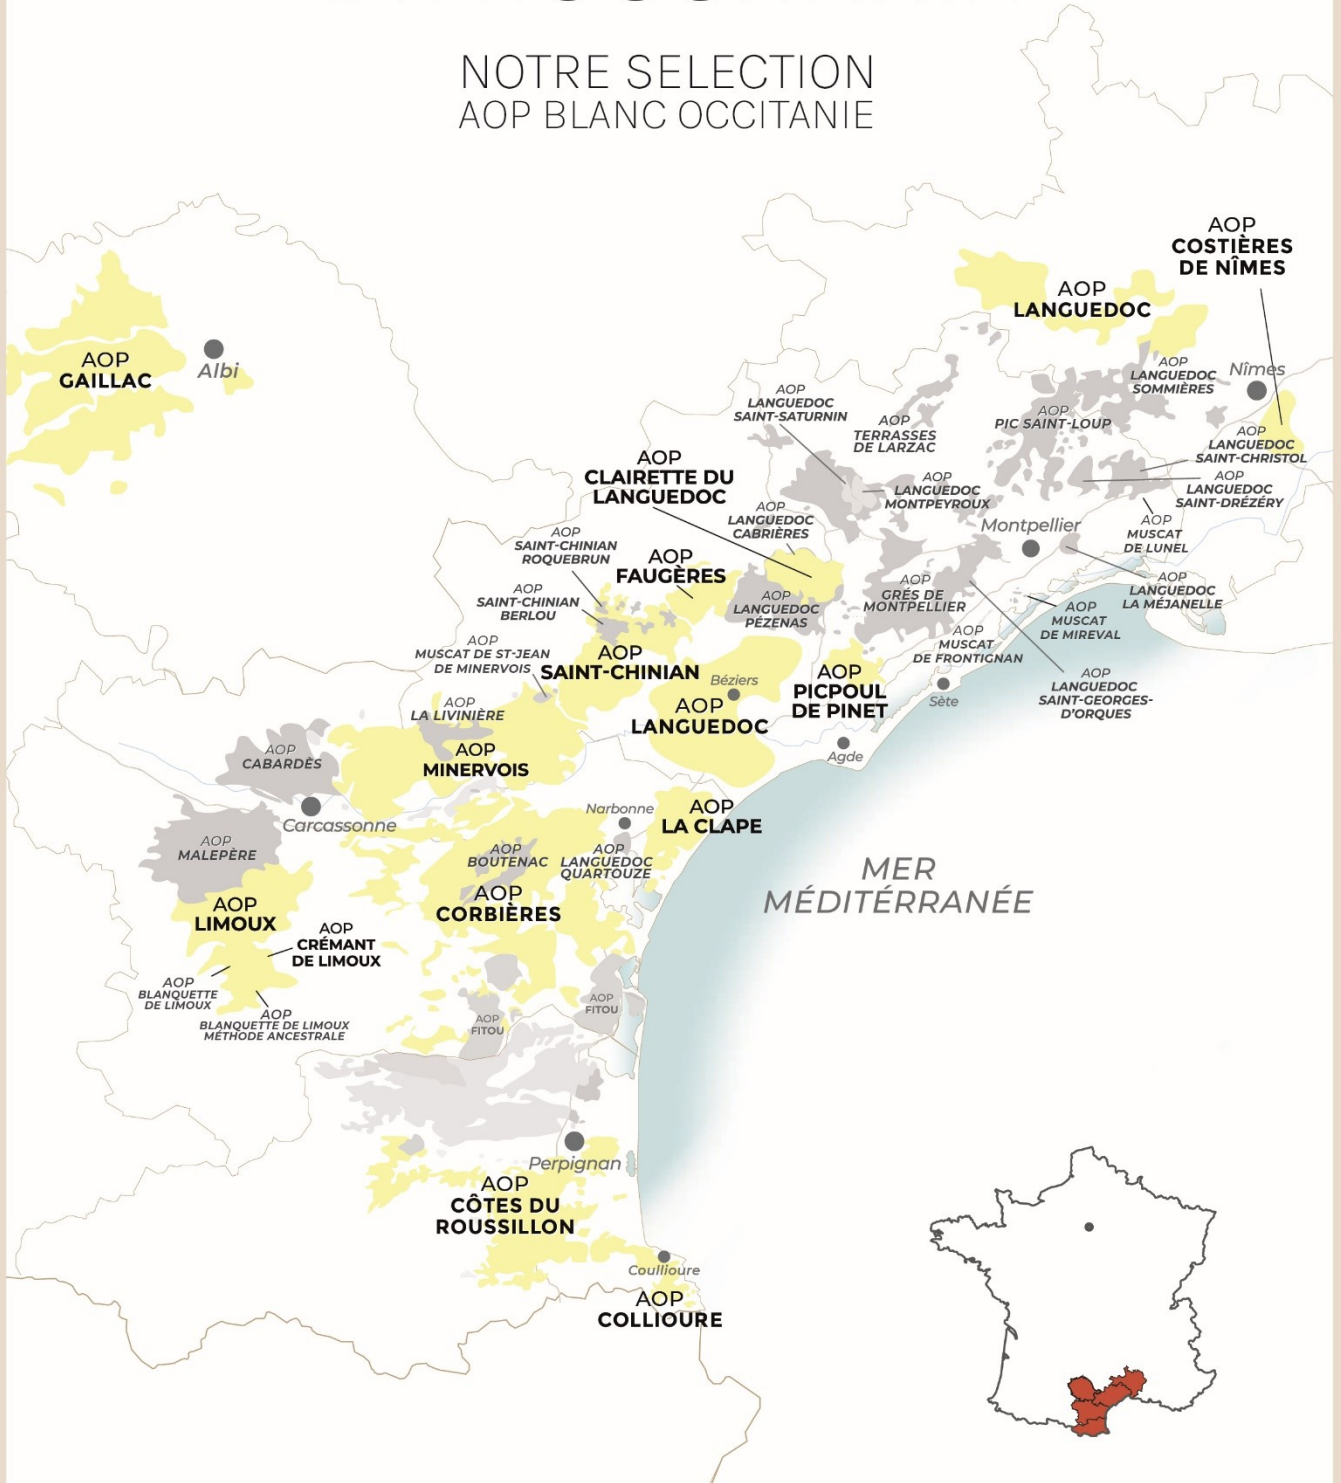 NOTRE SELECTION
AOP BLANC OCCITANIE
AOP
COSTIÈRES
DE NÎMES
AOP
LANGUEDOC
AOP
GAILLAC
Albi
AOP
LANGUEDOC
SOMMIÈRES
Nîmes
AOP
LANGUEDOC
SAINT-SATURNIN
AOP
TERRASSES
DE LARZAC
AOP
PIC SAINT-LOUP
AOP
LANGUEDOC
SAINT-CHRISTOL
AOP
CLAIRETTE DU
LANGUEDOC
AOP
LANGUEDOC
MONTPEYROUX
AOP
LANGUEDOC
SAINT-DRÉZÉRY
AOP
LANGUEDOC
CABRIÈRES
Montpellier
AOP
MUSCAT
DE LUNEL
AOP
SAINT-CHINIAN
ROQUEBRUN
AOP
FAUGÈRES
AOP
LANGUEDOC
PÉZENAS
AOP
GRÉS DE
MONTPELLIER
AOP
LANGUEDOC
LA MÉJANELLE
AOP
SAINT-CHINIAN
BERLOU
AOP
MUSCAT
DE MIREVAL
AOP
MUSCAT DE ST-JEAN
DE MINERVOIS
AOP
SAINT-CHINIAN
AOP
MUSCAT
DE FRONTIGNAN
Béziers
AOP
PICPOUL
DE PINET
Sète
AOP
LANGUEDOC
SAINT-GEORGES-
D'ORQUES
AOP
LA LIVINIÈRE
AOP
LANGUEDOC
AOP
CABARDÈS
AOP
MINERVOIS
Agde
Carcassonne
Narbonne
AOP
LA CLAPE
AOP
MALEPÈRE
AOP
BOUTENAC
AOP
LANGUEDOC
QUARTOUZE
MER
MÉDITÉRRANÉE
AOP
LIMOUX
AOP
CORBIÈRES
AOP
CRÉMANT
DE LIMOUX
AOP
BLANQUETTE
DE LIMOUX
AOP
BLANQUETTE DE LIMOUX
MÉTHODE ANCESTRALE
AOP
FITOU
AOP
FITOU
Perpignan
AOP
CÔTES DU
ROUSSILLON
Coullioure
AOP
COLLIOURE